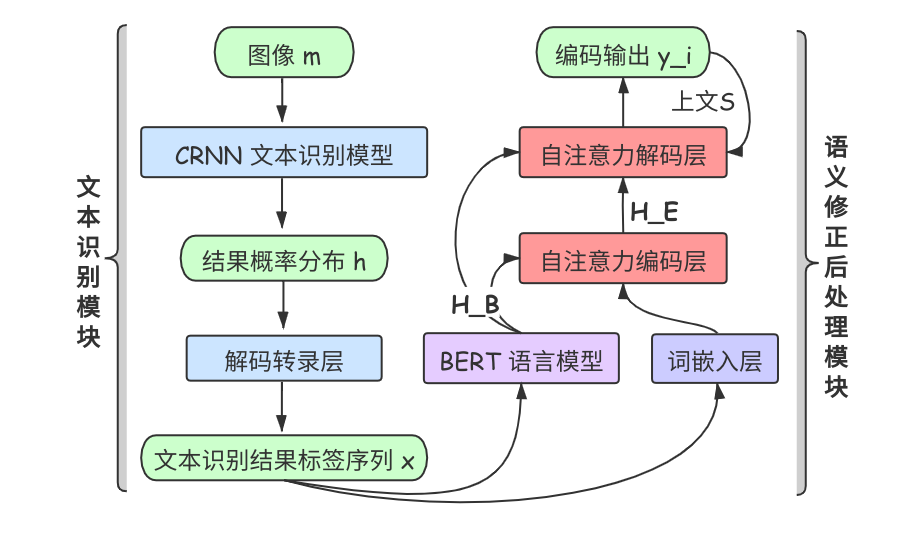 文本识别模块
图像 m
CRNN 文本识别模型
结果概率分布 h
解码转录层
文本识别结果标签序列 x
编码输出 y_i
上文S
自注意力解码层
H_E
自注意力编码层
H_B
BERT 语言模型
词嵌入层
语义修正后处理模块